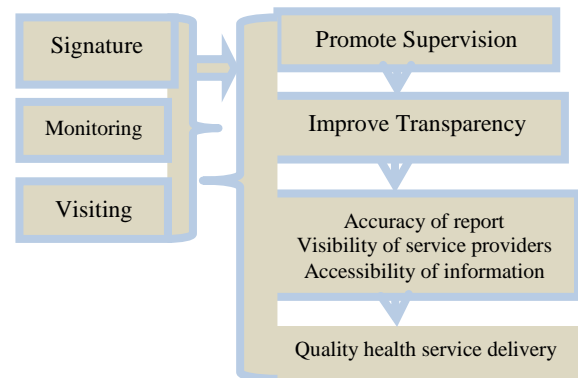 Signature
Monitoring
Visiting
Promote Supervision
Improve Transparency
Accuracy of report
Visibility of service providers
Accessibility of information
Quality health service delivery